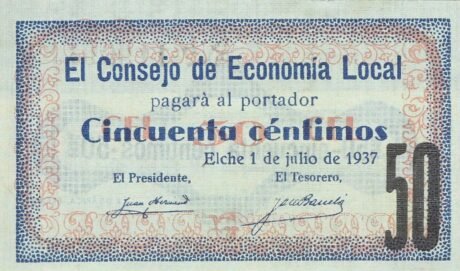 El Consejo de Economía Local
pagarà al portador
Cincuenta céntimos
Elche 1 de julio de 1937
El Presidente,
El Tesorero,
50